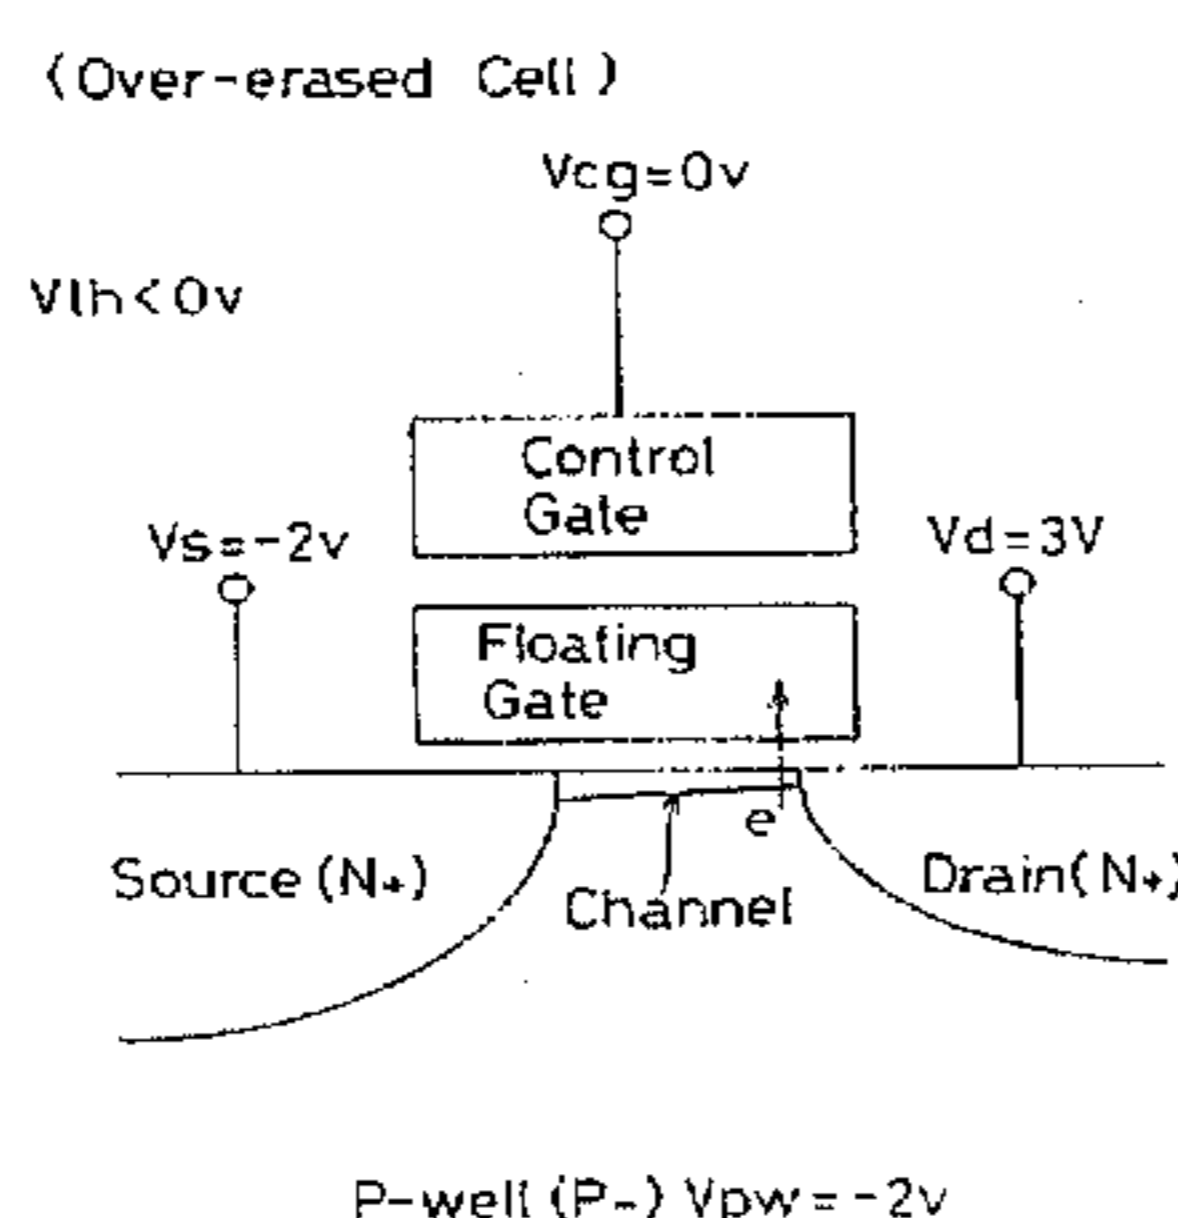 (Over-erased Cell)
Vcg=0v
Vth<0v
Control
Gate
Vs=-2v
Vd=3V
Floating
Gate
e
Source (N+)
Channel
Drain(N+)
P-well (P-) Vpw=-2v